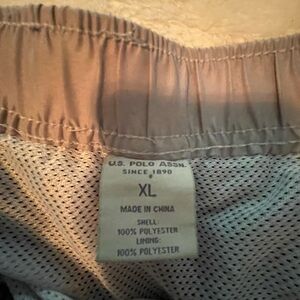 U.S. POLO ASSN.
SINCE 1890
XL
MADE IN CHINA
SHELL:
100% POLYESTER
LINING:
100% POLYESTER